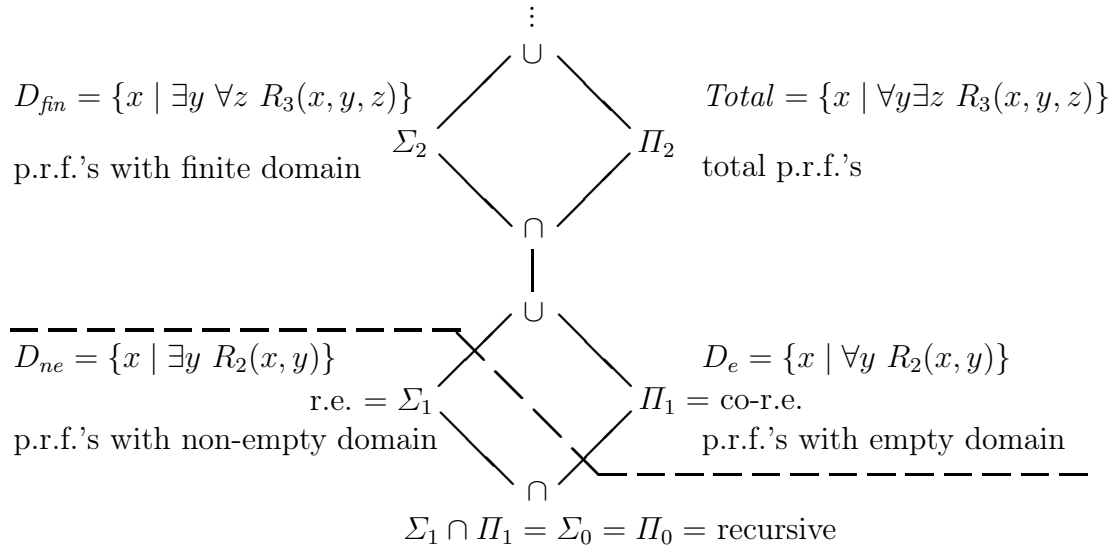 ⋮
∪
D_fin = {x | ∃y ∀z R_3(x, y, z)}
Total = {x | ∀y∃z R_3(x, y, z)}
Σ_2
Π_2
p.r.f.'s with finite domain
total p.r.f.'s
∩
∪
D_ne = {x | ∃y R_2(x, y)}
D_e = {x | ∀y R_2(x, y)}
r.e. = Σ_1
Π_1 = co-r.e.
p.r.f.'s with non-empty domain
p.r.f.'s with empty domain
∩
Σ_1 ∩ Π_1 = Σ_0 = Π_0 = recursive